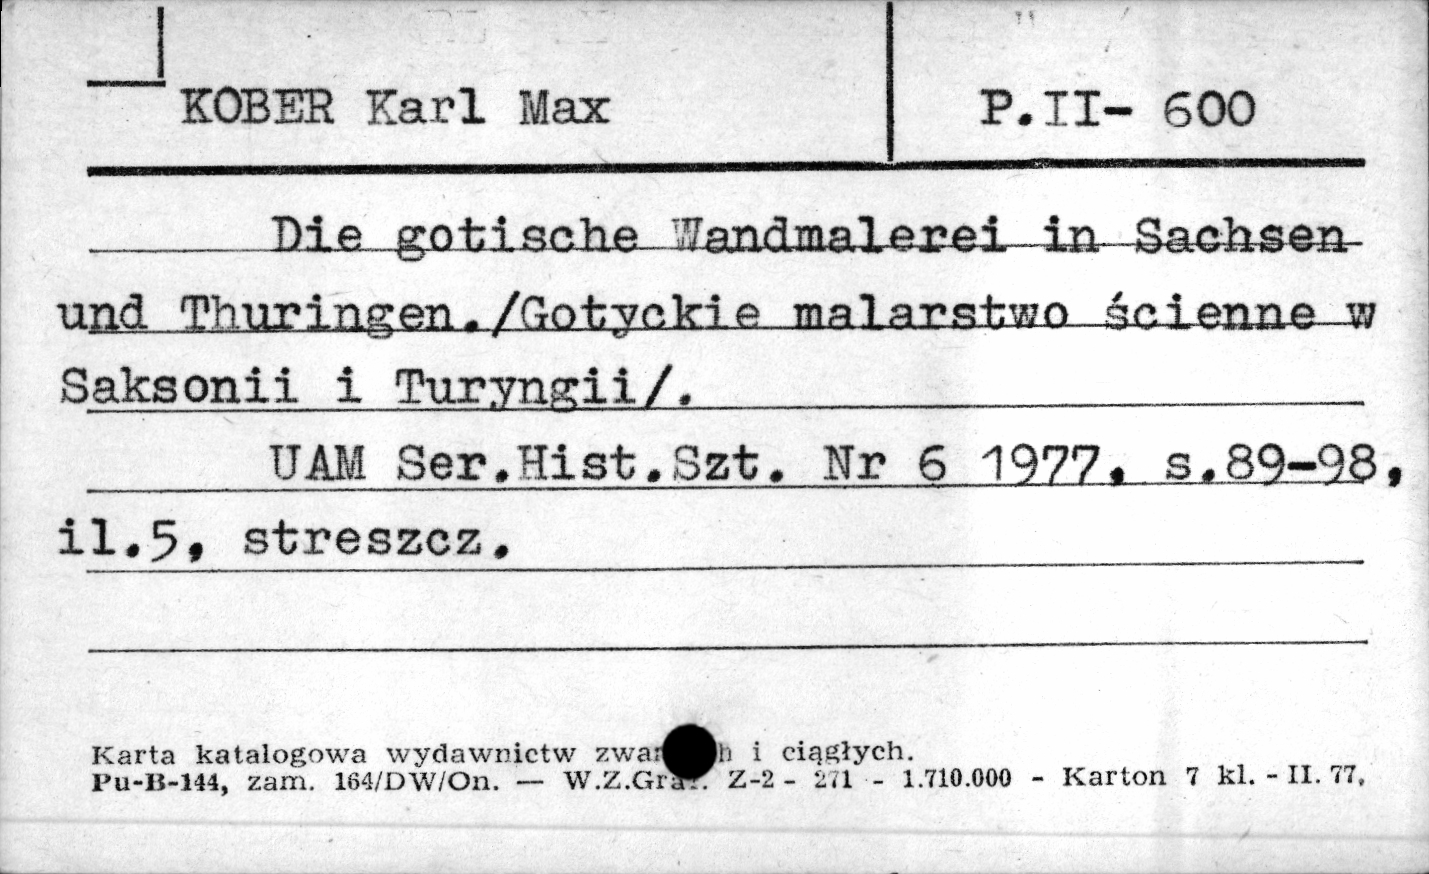 KOBER Karl Max P.II- 600
Die gotische Wandmalerei in Sachsen
und Thuringen./Gotyckie malarstwo ścienne w
Saksonii i Turyngii/.
UAM Ser.Hist.Szt. Nr 6 1977, s.89-98,
il.5, streszcz.
Karta katalogowa wydawnictw i ciągłych.
Pu-B-144, zam. 164/DW/On. — W.Z.Graf. Z-2 - 271 - 1.710.000 - Karton 7 kl. - II. 77.